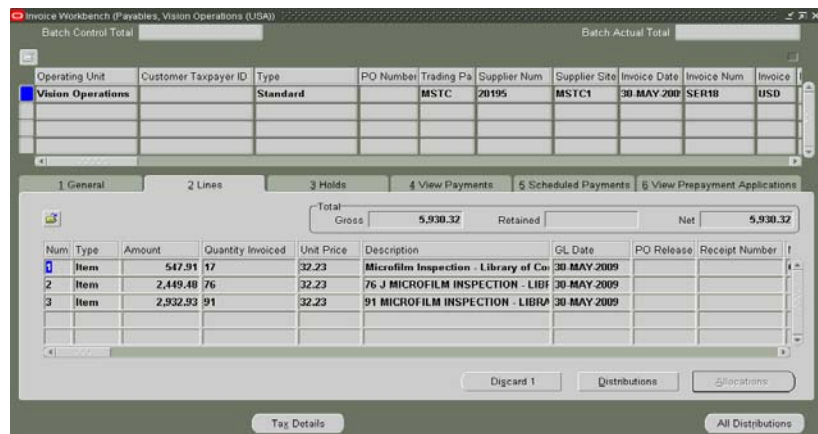 Invoice Workbench (Payables, Vision Operations (USA))
Batch Control Total Batch Actual Total
Operating Unit Customer Taxpayer ID Type PO Number Trading Pa Supplier Num Supplier Site Invoice Date Invoice Num Invoice
Vision Operations Standard MSTC 20195 MSTC1 30-MAY-200 SER18 USD
1 General 2 Lines 3 Holds 4 View Payments 5 Scheduled Payments 6 View Prepayment Applications
Total
Gross 5,930.32 Retained Net 5,930.32
Num Type Amount Quantity Invoiced Unit Price Description GL Date PO Release Receipt Number
1 Item 547.91 17 32.23 Microfilm Inspection - Library of Co 30-MAY-2009
2 Item 2,449.48 76 32.23 76 J MICROFILM INSPECTION - LIBF 30-MAY-2009
3 Item 2,932.93 91 32.23 91 MICROFILM INSPECTION - LIBRA 30-MAY-2009
Discard 1 Distributions Allocations
Tax Details All Distributions